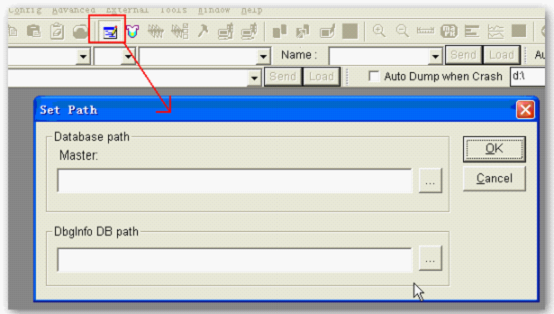 Config Advanced External Tools Window Help
Name :
Send Load
Send Load
Auto Dump when Crash d:\
Set Path
Database path
Master:
...
OK
Cancel
DbgInfo DB path
...